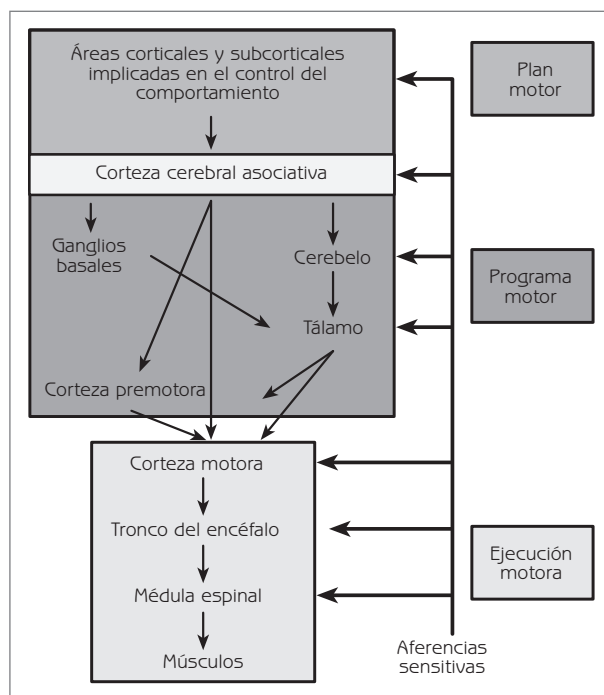 Áreas corticales y subcorticales
implicadas en el control del
comportamiento
Plan
motor
Corteza cerebral asociativa
Ganglios
basales
Cerebelo
Programa
motor
Tálamo
Corteza premotora
Corteza motora
Tronco del encéfalo
Ejecución
motora
Médula espinal
Músculos
Aferencias
sensitivas